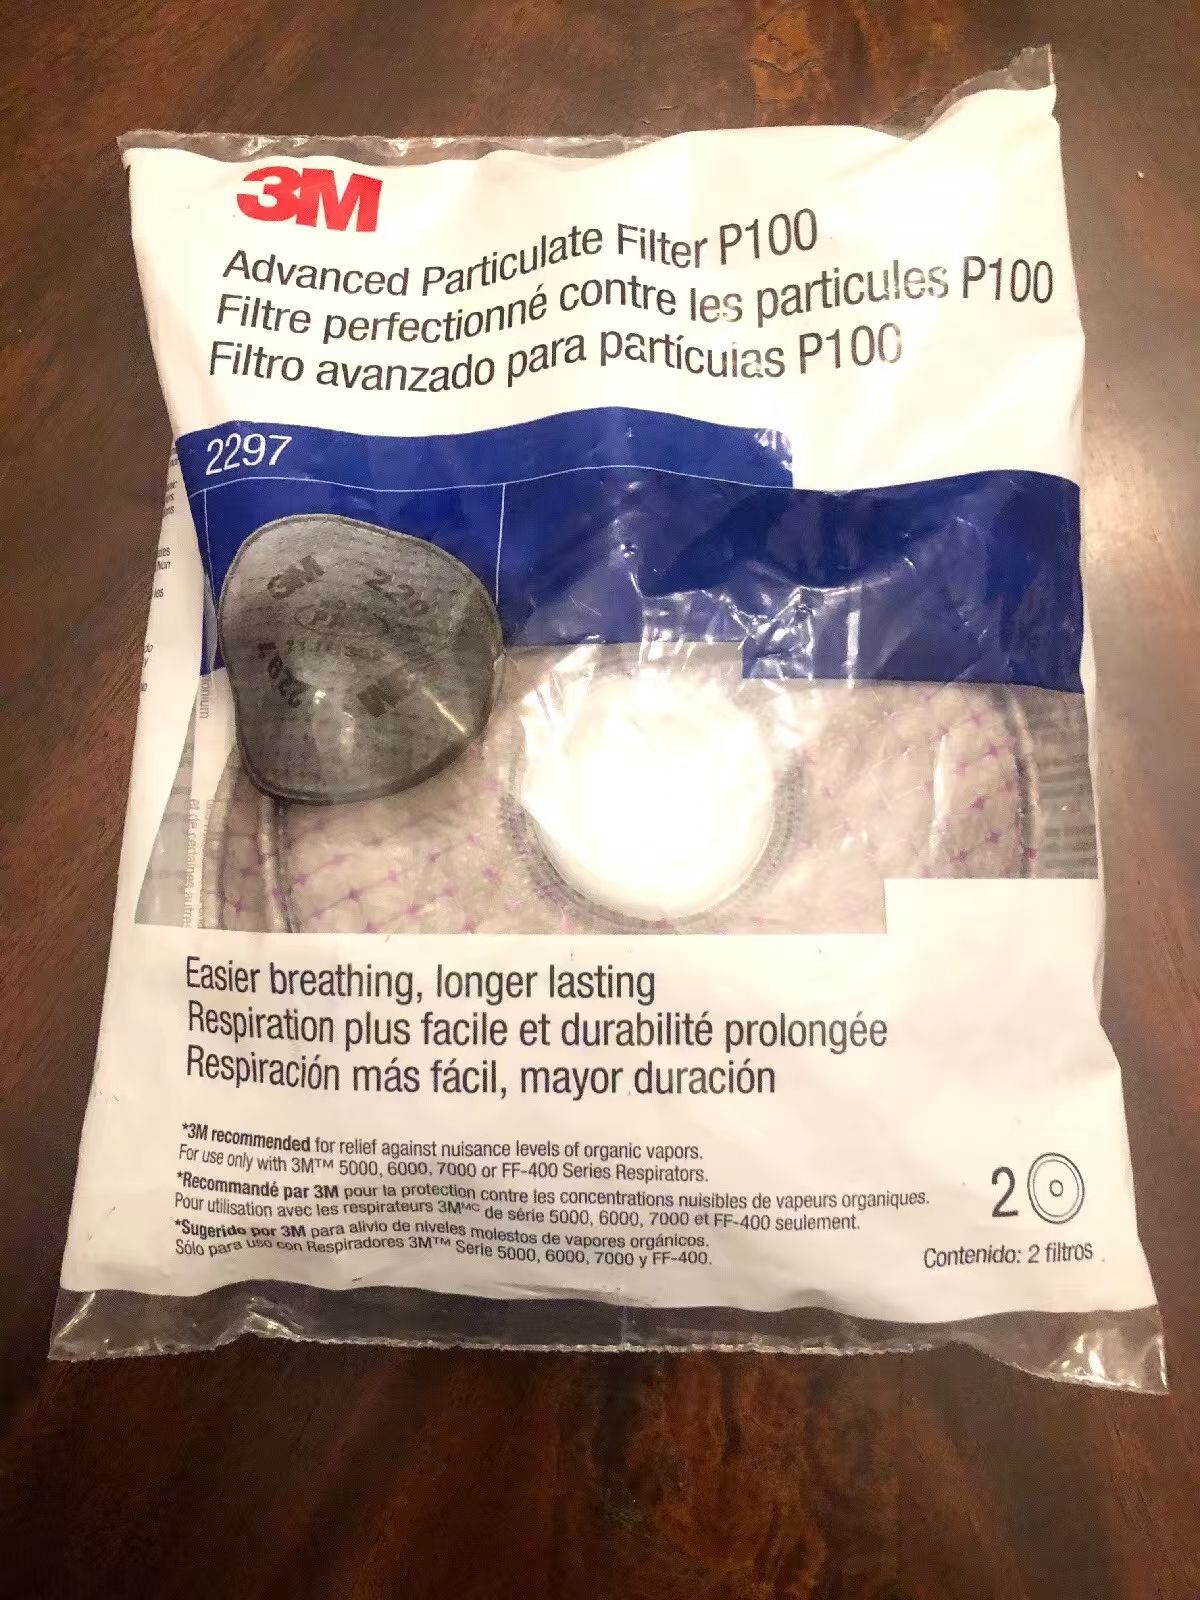 3M
Advanced Particulate Filter P100
Filtre perfectionné contre les particules P100
Filtro avanzado para partículas P100
2297
3M
2297
Easier breathing, longer lasting
Respiration plus facile et durabilité prolongée
Respiración más fácil, mayor duración
*3M recommended for relief against nuisance levels of organic vapors.
For use only with 3M™ 5000, 6000, 7000 or FF-400 Series Respirators.
*Recommandé par 3M pour la protection contre les concentrations nuisibles de vapeurs organiques.
Pour utilisation avec les respirateurs 3Mᴹᶜ de série 5000, 6000, 7000 et FF-400 seulement.
*Sugerido por 3M para alivio de niveles molestos de vapores orgánicos.
Sólo para uso con Respiradores 3M™ Serie 5000, 6000, 7000 y FF-400.
2
Contenido: 2 filtros